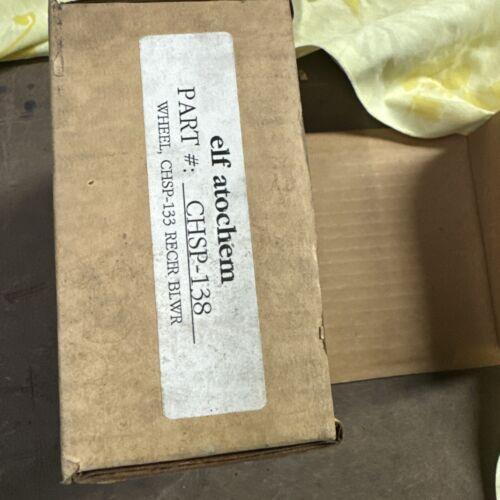 elf atochem
PART #: CHSP-138
WHEEL, CHSP-133 RECIR BLWR